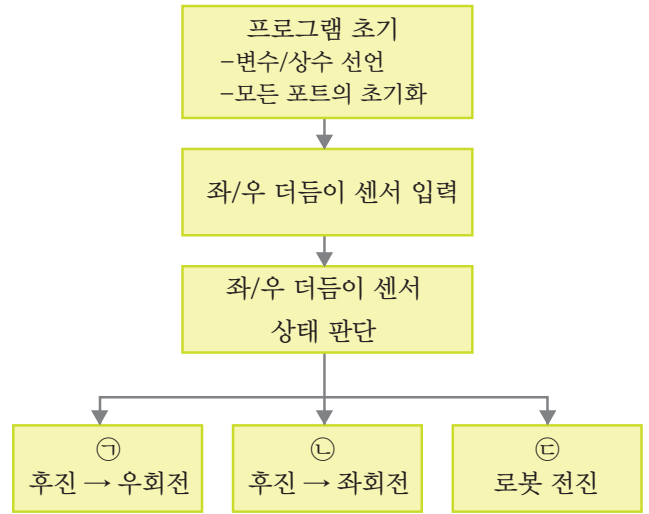 프로그램 초기
-변수/상수 선언
-모든 포트의 초기화
좌/우 더듬이 센서 입력
좌/우 더듬이 센서
상태 판단
㉠
후진 → 우회전
㉡
후진 → 좌회전
㉢
로봇 전진